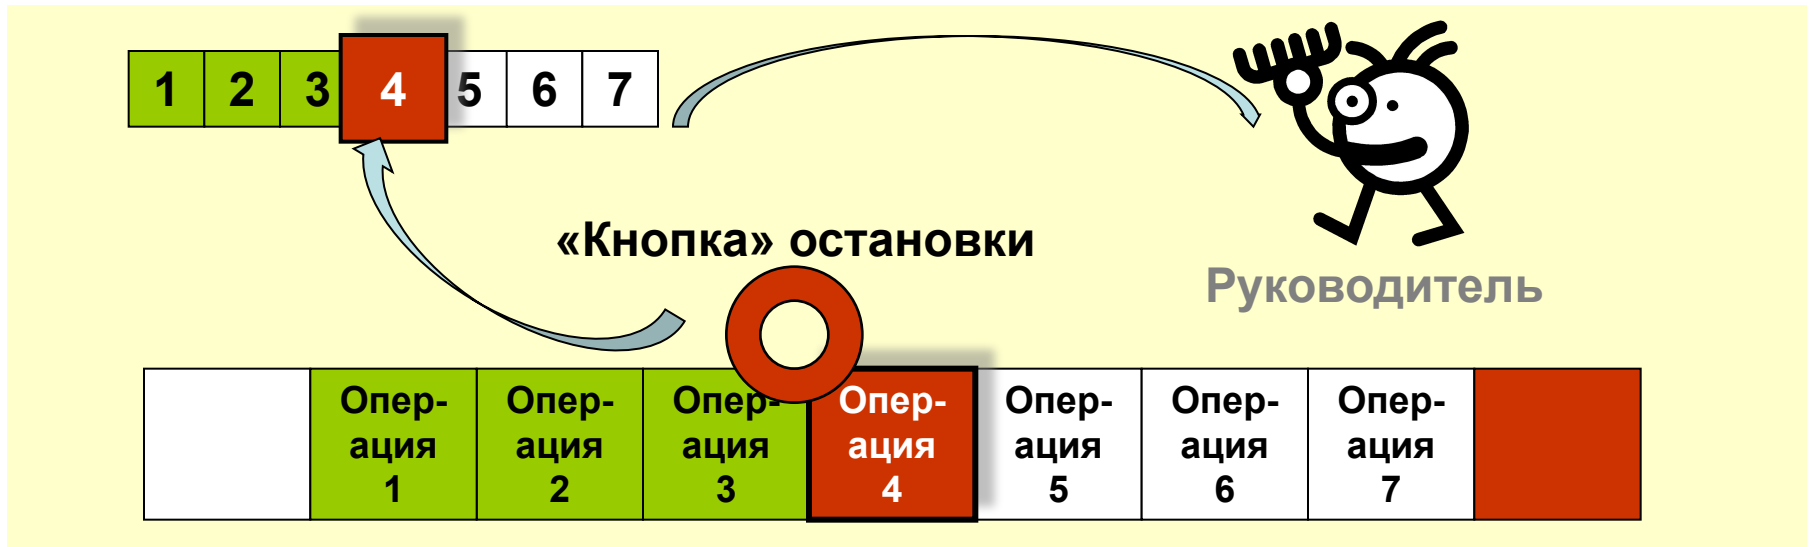 1 2 3 4 5 6 7
«Кнопка» остановки
Руководитель
Опер-
ация
1
Опер-
ация
2
Опер-
ация
3
Опер-
ация
4
Опер-
ация
5
Опер-
ация
6
Опер-
ация
7